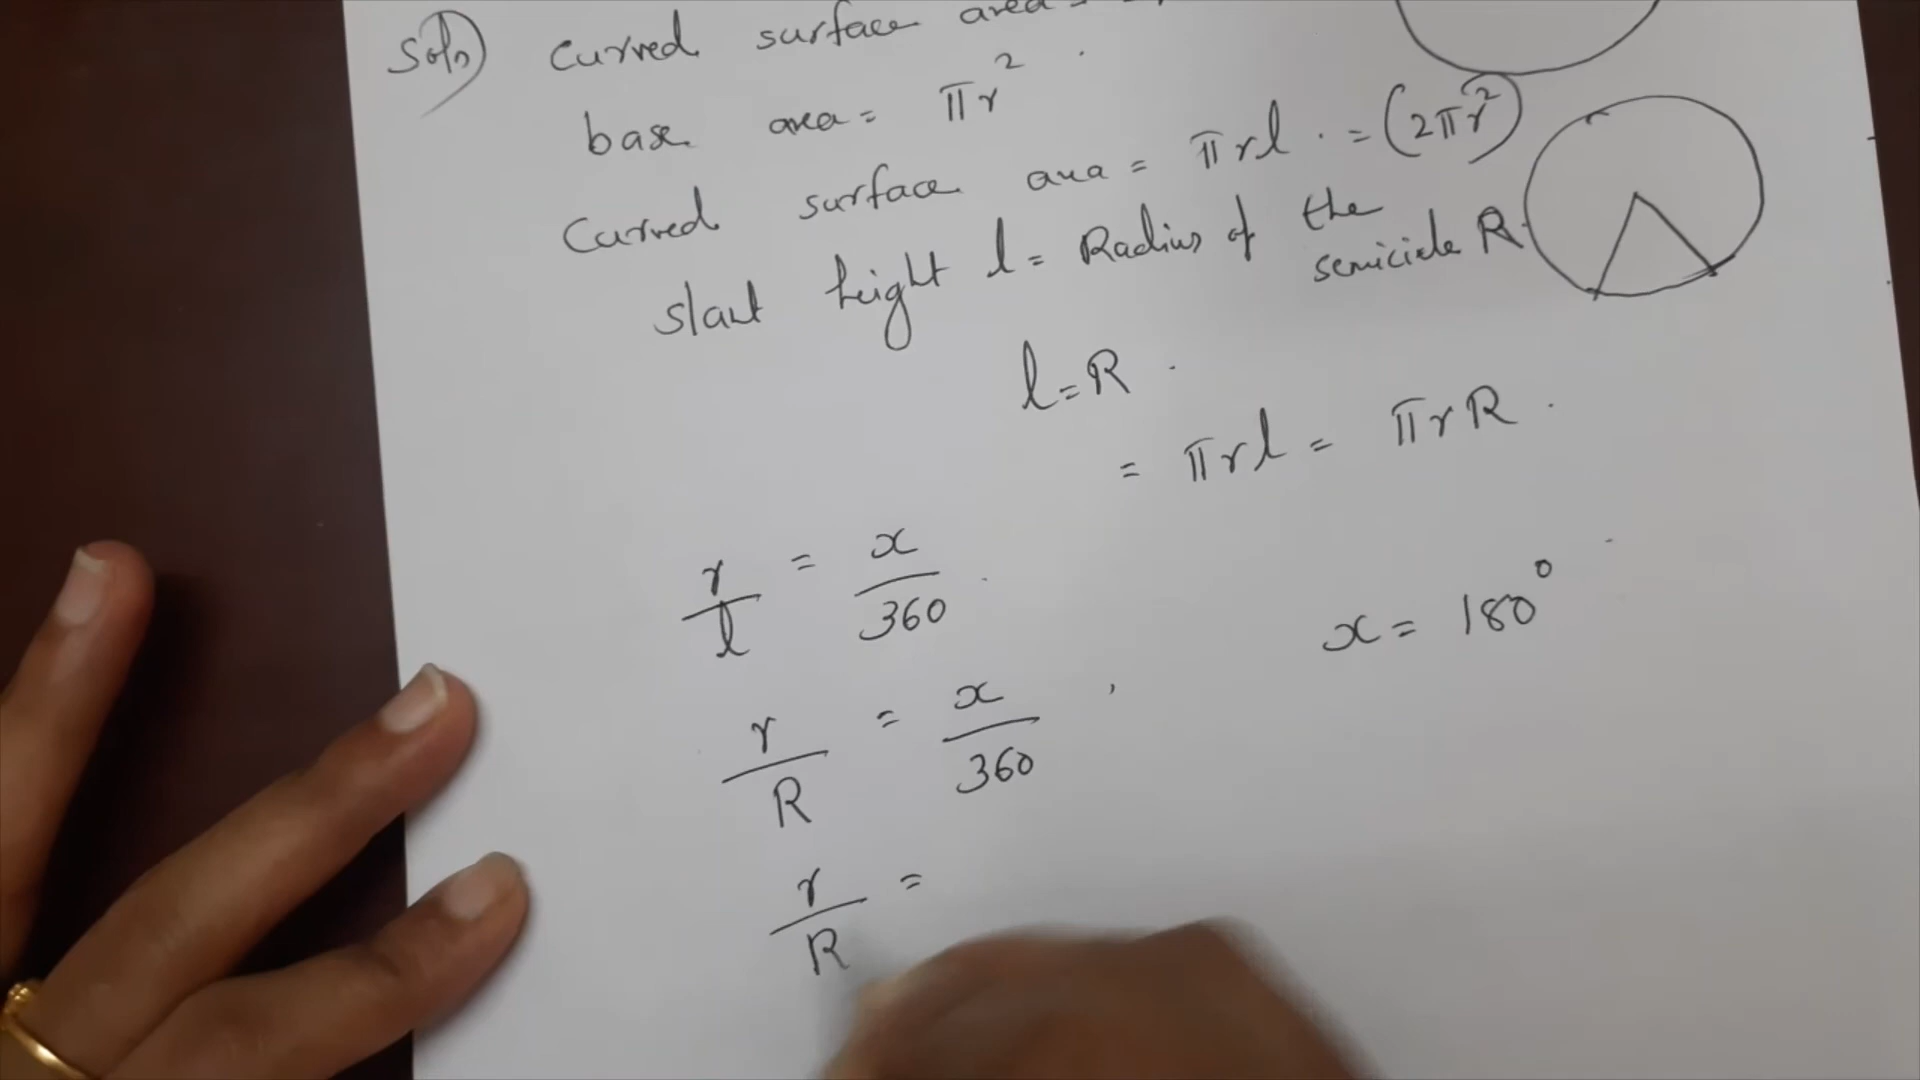 Soln) Curved surface area =
base area = πr²
Curved surface area = πrl = (2πr²)
slant height l = Radius of the
semicircle R
l = R
= πrl = πrR
r/l = x/360
x = 180°
r/R = x/360
r/R =